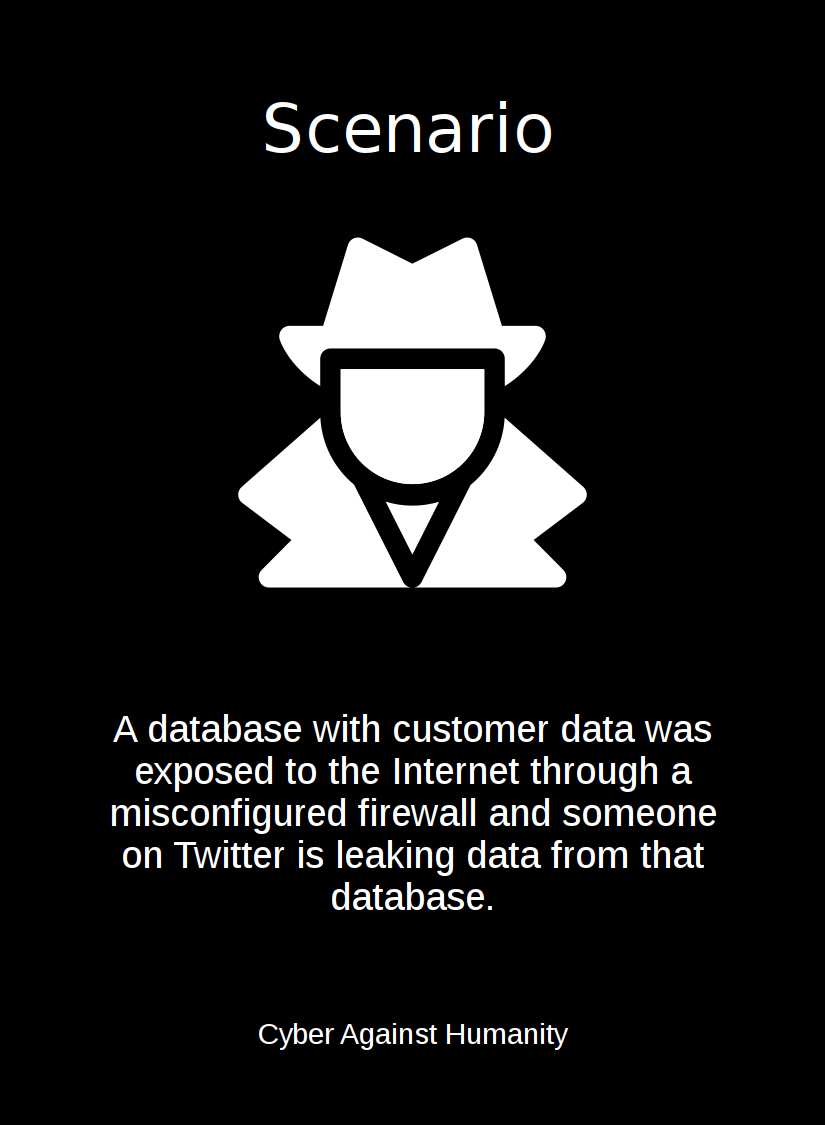 Scenario
A database with customer data was
exposed to the Internet through a
misconfigured firewall and someone
on Twitter is leaking data from that
database.
Cyber Against Humanity